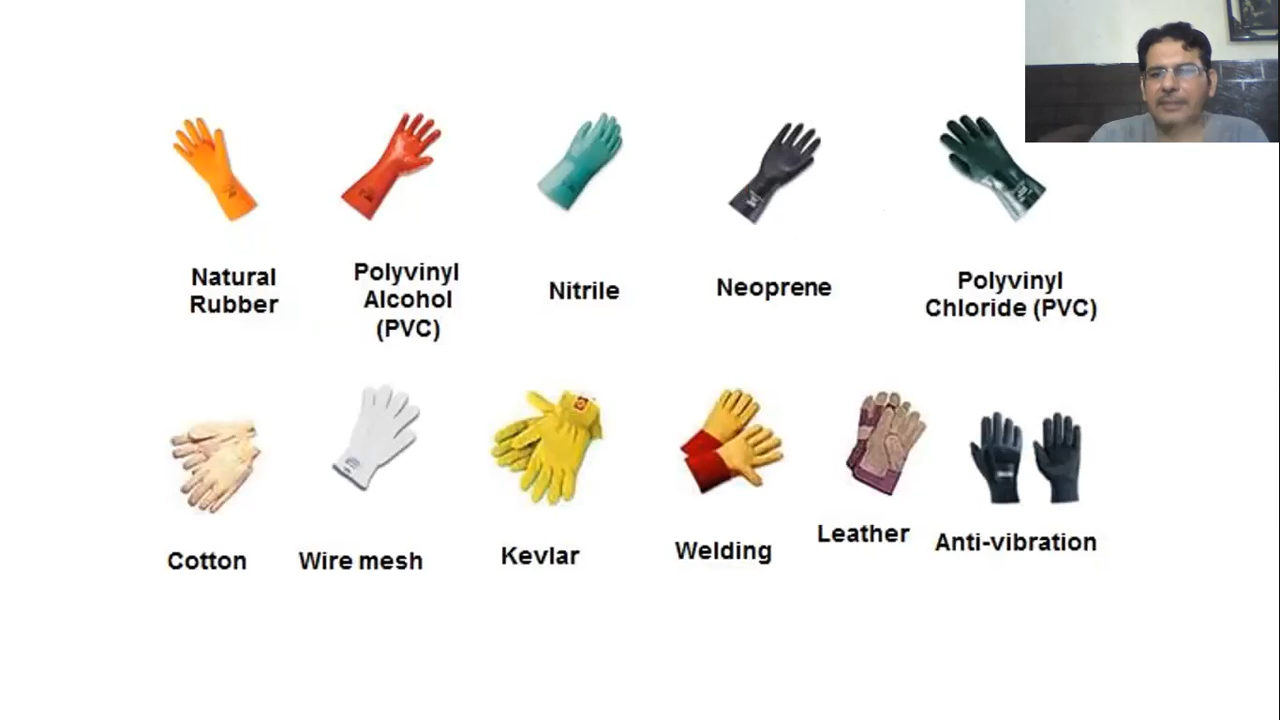 Natural
Rubber
Polyvinyl
Alcohol
(PVC)
Nitrile
Neoprene
Polyvinyl
Chloride (PVC)
Cotton
Wire mesh
Kevlar
Welding
Leather
Anti-vibration